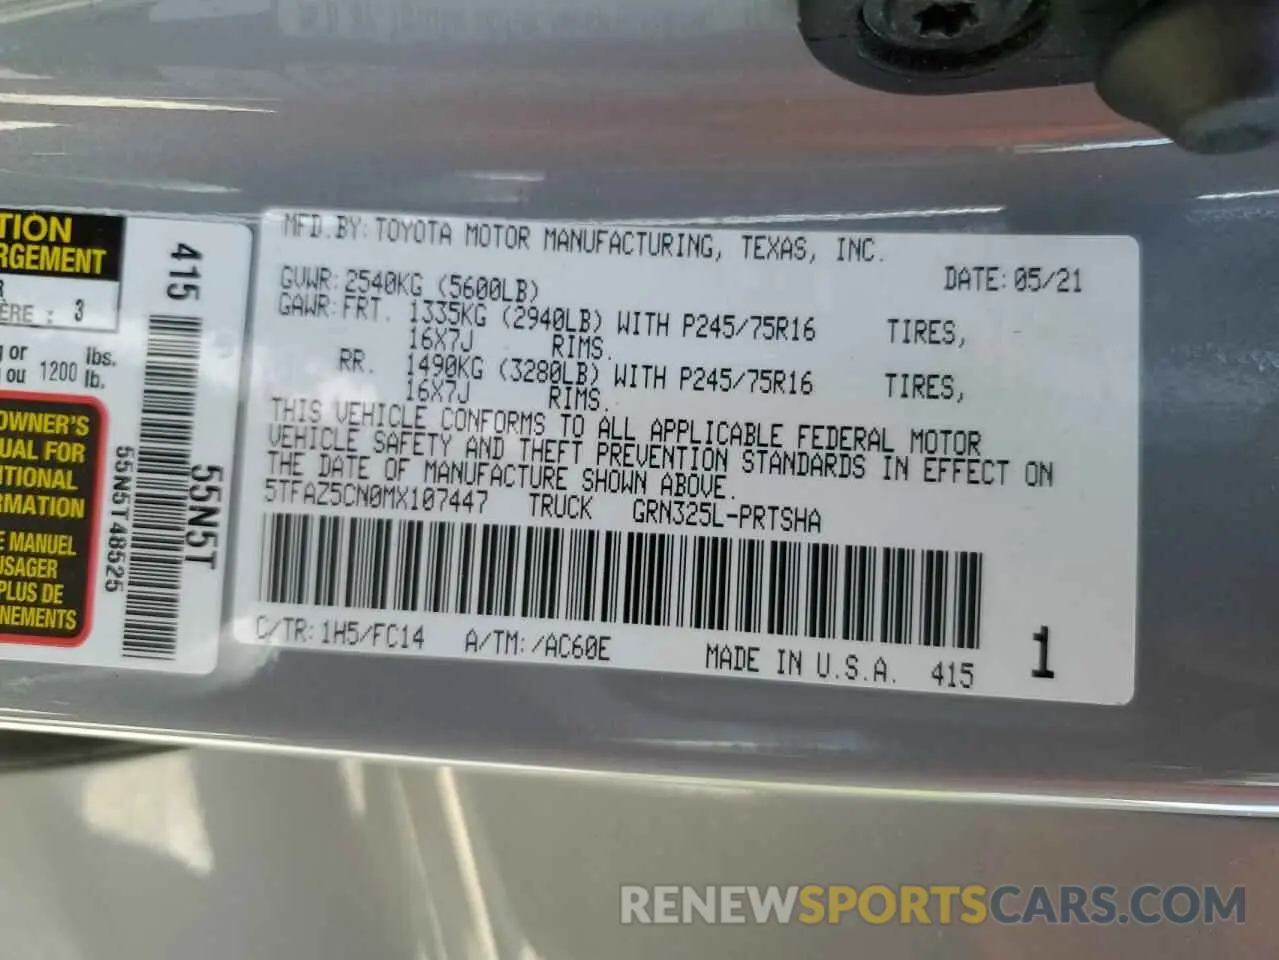 TION
RGEMENT
R
ÈRE : 3
g or
ou 1200 lbs.
lb.
OWNER'S
UAL FOR
ITIONAL
RMATION
E MANUEL
USAGER
PLUS DE
NEMENTS
415
55N5T48525
55N5T
MFD.BY:TOYOTA MOTOR MANUFACTURING, TEXAS, INC.
GVWR:2540KG (5600LB) DATE:05/21
GAWR:FRT. 1335KG (2940LB) WITH P245/75R16 TIRES,
16X7J RIMS.
RR. 1490KG (3280LB) WITH P245/75R16 TIRES,
16X7J RIMS.
THIS VEHICLE CONFORMS TO ALL APPLICABLE FEDERAL MOTOR
VEHICLE SAFETY AND THEFT PREVENTION STANDARDS IN EFFECT ON
THE DATE OF MANUFACTURE SHOWN ABOVE.
5TFAZ5CN0MX107447 TRUCK GRN325L-PRTSHA
C/TR:1H5/FC14 A/TM:/AC60E MADE IN U.S.A. 415 1
RENEWSPORTSCARS.COM